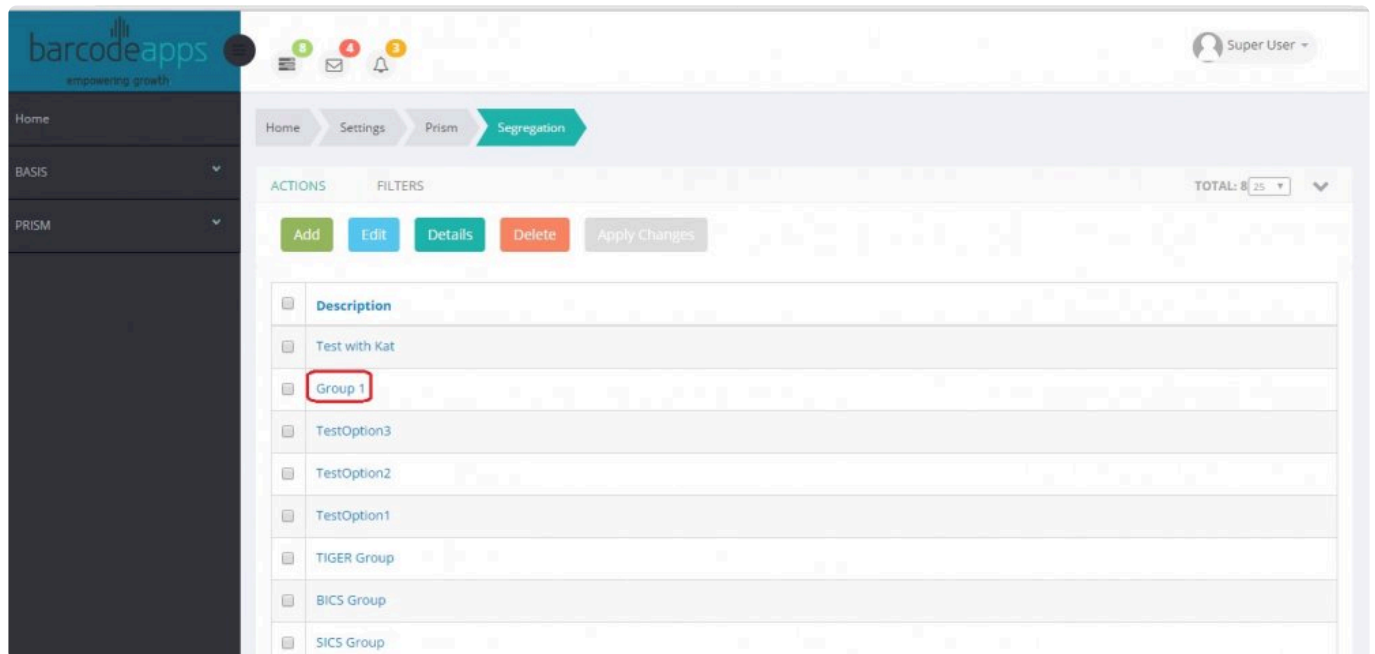 barcodeapps
empowering growth
8 4 3
Super User
Home
BASIS
PRISM
Home Settings Prism Segregation
ACTIONS FILTERS TOTAL: 8 25
Add Edit Details Delete Apply Changes
Description
Test with Kat
Group 1
TestOption3
TestOption2
TestOption1
TIGER Group
BICS Group
SICS Group